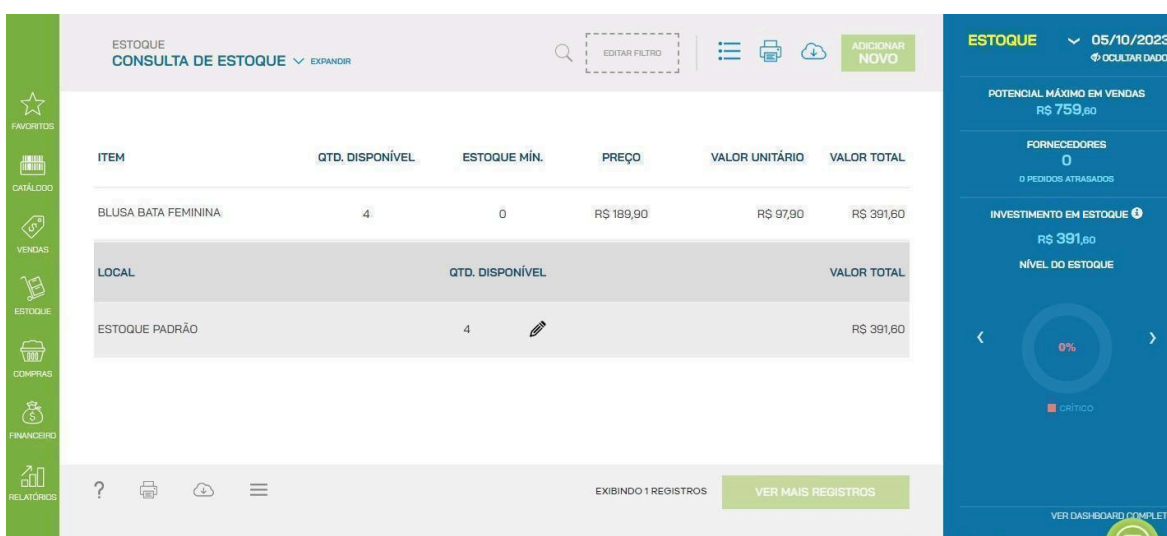 FAVORITOS
CATÁLOGO
VENDAS
ESTOQUE
COMPRAS
FINANCEIRO
RELATÓRIOS
ESTOQUE
CONSULTA DE ESTOQUE EXPANDIR
EDITAR FILTRO
ADICIONAR
NOVO
ITEM QTD. DISPONÍVEL ESTOQUE MÍN. PREÇO VALOR UNITÁRIO VALOR TOTAL
BLUSA BATA FEMININA 4 0 R$ 189,90 R$ 97,90 R$ 391,60
LOCAL QTD. DISPONÍVEL VALOR TOTAL
ESTOQUE PADRÃO 4 R$ 391,60
? EXIBINDO 1 REGISTROS VER MAIS REGISTROS
ESTOQUE 05/10/2023
OCULTAR DADO
POTENCIAL MÁXIMO EM VENDAS
R$ 759,60
FORNECEDORES
0
0 PEDIDOS ATRASADOS
INVESTIMENTO EM ESTOQUE
R$ 391,60
NÍVEL DO ESTOQUE
0%
CRÍTICO
VER DASHBOARD COMPLET